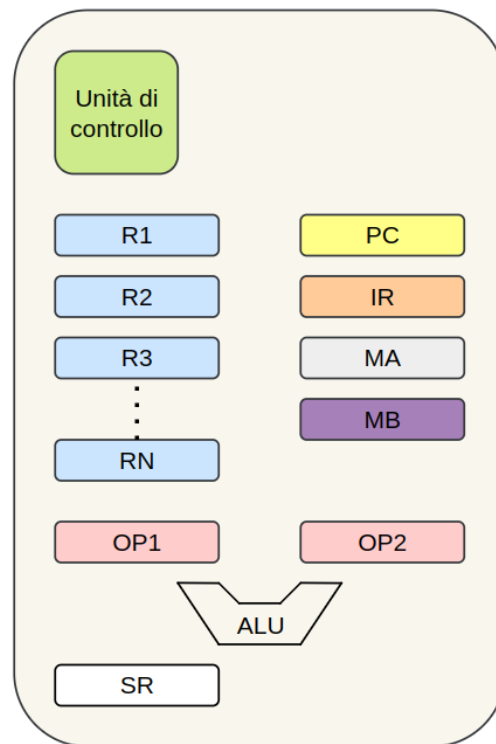 Unità di
controllo
R1
PC
R2
IR
R3
MA
MB
RN
OP1
OP2
ALU
SR